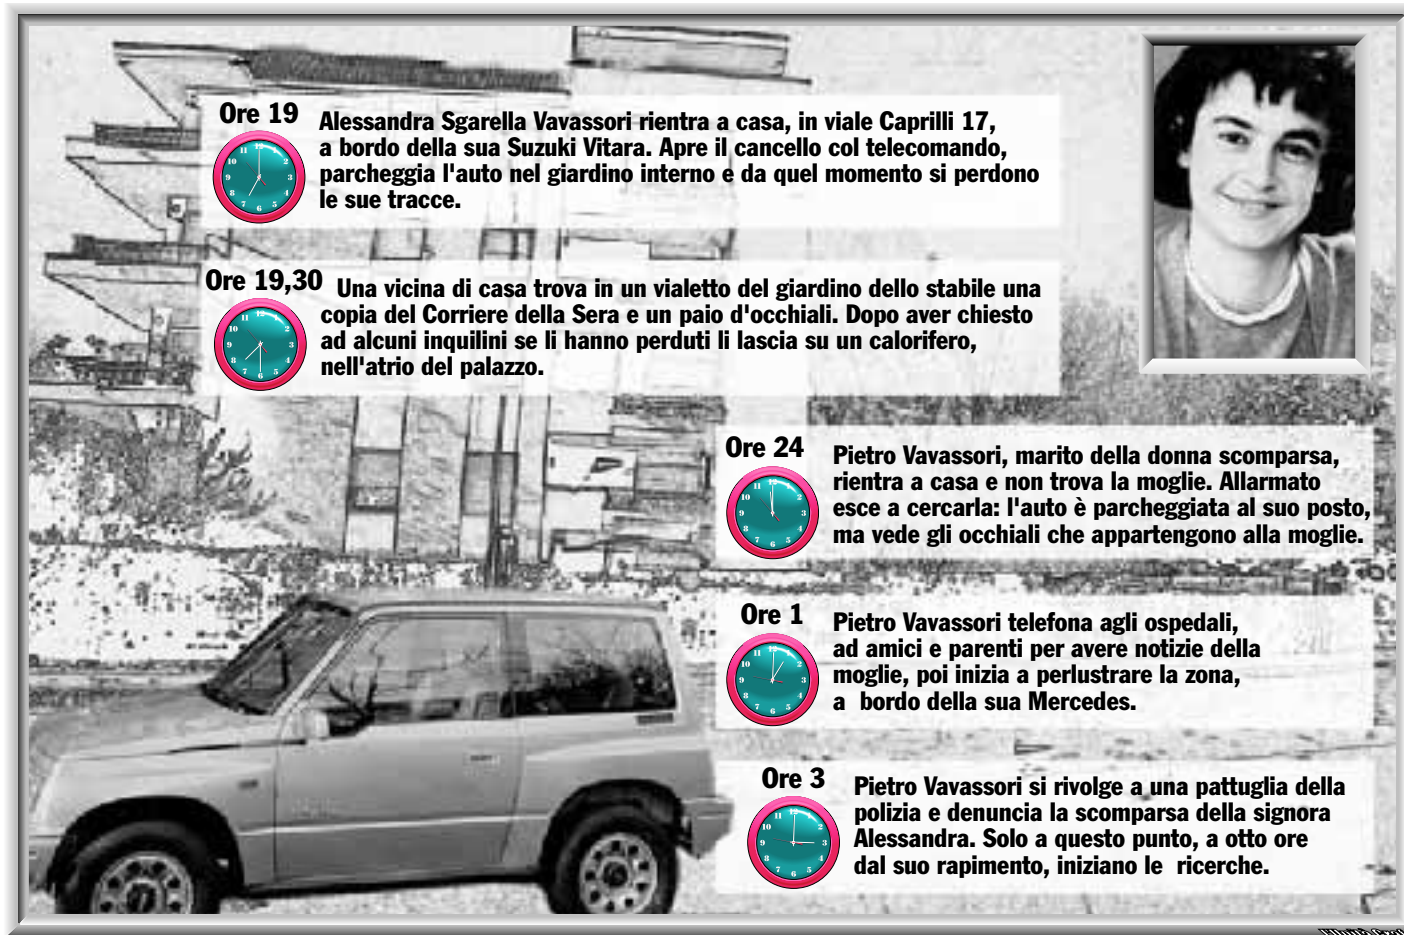 Ore 19
Alessandra Sgarella Vavassori rientra a casa, in viale Caprilli 17,
a bordo della sua Suzuki Vitara. Apre il cancello col telecomando,
parcheggia l'auto nel giardino interno e da quel momento si perdono
le sue tracce.
Ore 19,30
Una vicina di casa trova in un vialetto del giardino dello stabile una
copia del Corriere della Sera e un paio d'occhiali. Dopo aver chiesto
ad alcuni inquilini se li hanno perduti li lascia su un calorifero,
nell'atrio del palazzo.
Ore 24
Pietro Vavassori, marito della donna scomparsa,
rientra a casa e non trova la moglie. Allarmato
esce a cercarla: l'auto è parcheggiata al suo posto,
ma vede gli occhiali che appartengono alla moglie.
Ore 1
Pietro Vavassori telefona agli ospedali,
ad amici e parenti per avere notizie della
moglie, poi inizia a perlustrare la zona,
a bordo della sua Mercedes.
Ore 3
Pietro Vavassori si rivolge a una pattuglia della
polizia e denuncia la scomparsa della signora
Alessandra. Solo a questo punto, a otto ore
dal suo rapimento, iniziano le ricerche.